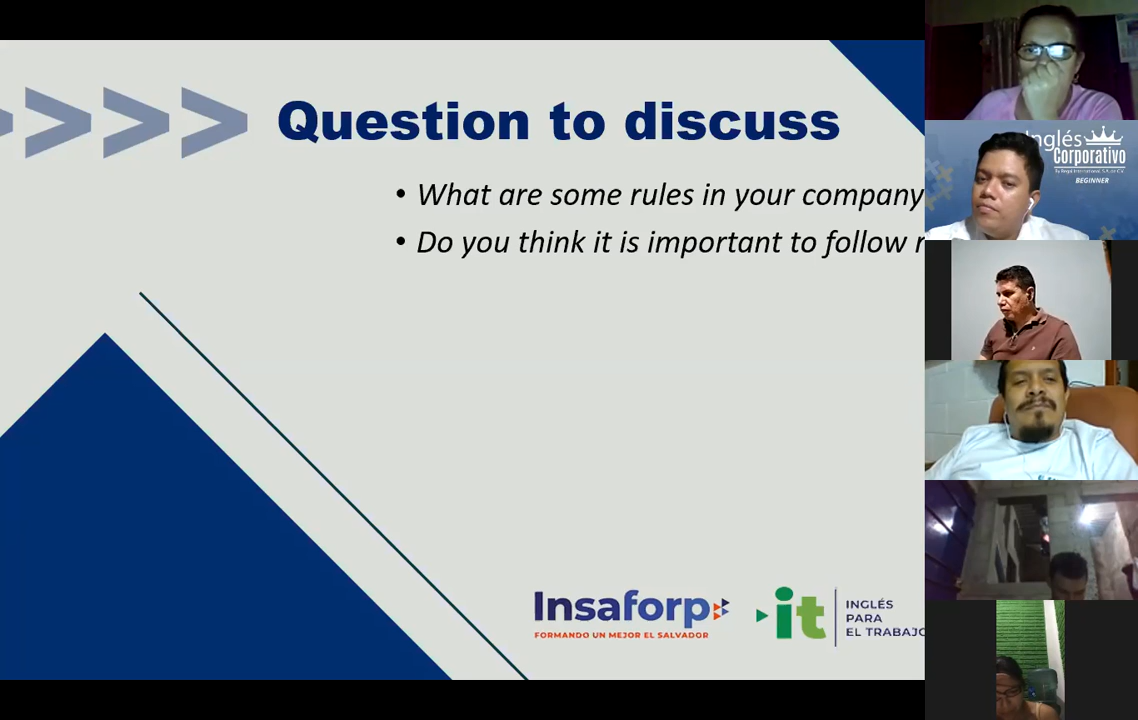 Question to discuss
• What are some rules in your company
• Do you think it is important to follow
Insaforp
FORMANDO UN MEJOR EL SALVADOR
it
INGLÉS
PARA
EL TRABAJO
Inglés
Corporativo
BEGINNER